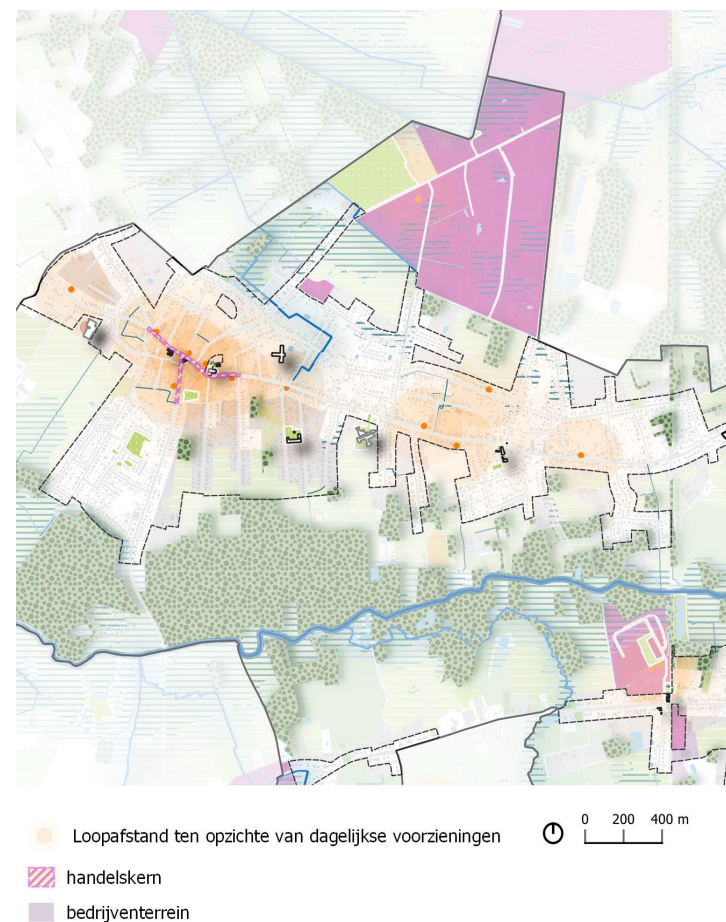 Loopafstand ten opzichte van dagelijkse voorzieningen
0 200 400 m
handelskern
bedrijventerrein